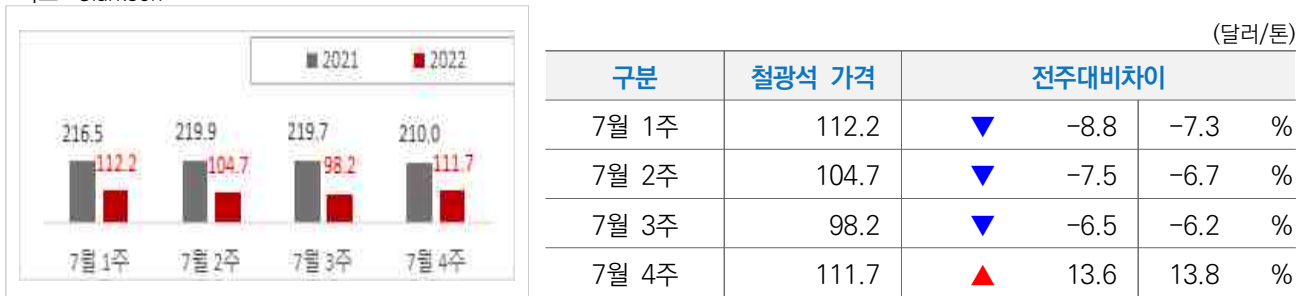 ■ 2021 ■ 2022
216.5 219.9 219.7 210.0
112.2 104.7 98.2 111.7
7월 1주 7월 2주 7월 3주 7월 4주
(달러/톤)
구분 철광석 가격 전주대비차이
7월 1주 112.2 ▼ -8.8 -7.3 %
7월 2주 104.7 ▼ -7.5 -6.7 %
7월 3주 98.2 ▼ -6.5 -6.2 %
7월 4주 111.7 ▲ 13.6 13.8 %